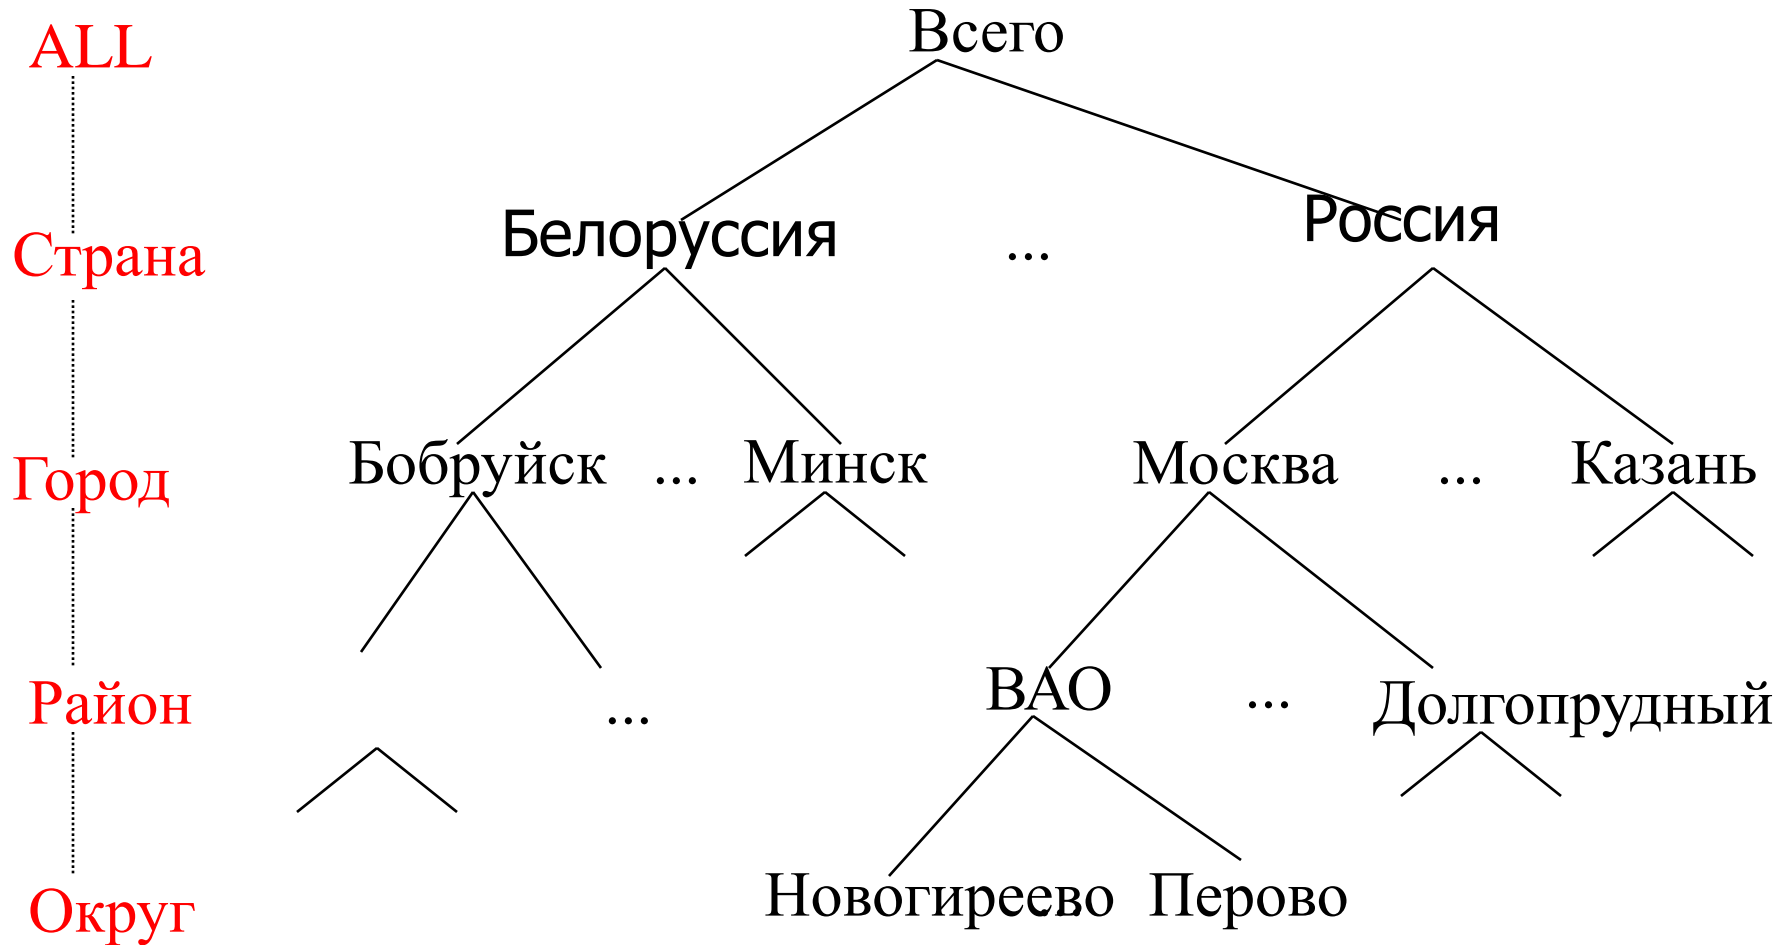 ALL
Всего
Страна
Белоруссия
...
Россия
Город
Бобруйск
...
Минск
Москва
...
Казань
Район
...
ВАО
...
Долгопрудный
Округ
Новогиреево
...
Перово